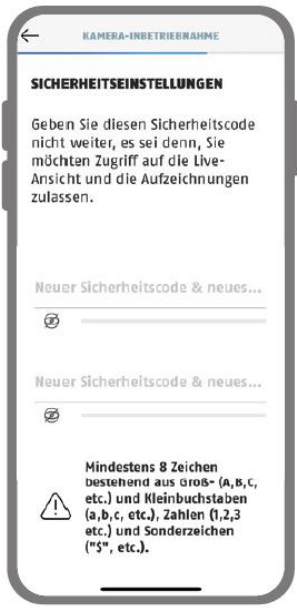 KAMERA-INBETRIEBNAHME
SICHERHEITSEINSTELLUNGEN
Geben Sie diesen Sicherheitscode
nicht weiter, es sei denn, Sie
möchten Zugriff auf die Live-
Ansicht und die Aufzeichnungen
zulassen.
Neuer Sicherheitscode & neues...
Neuer Sicherheitscode & neues...
Mindestens 8 Zeichen
bestehend aus Groß- (A,B,C,
etc.) und Kleinbuchstaben
(a,b,c, etc.), Zahlen (1,2,3
etc.) und Sonderzeichen
("$", etc.).